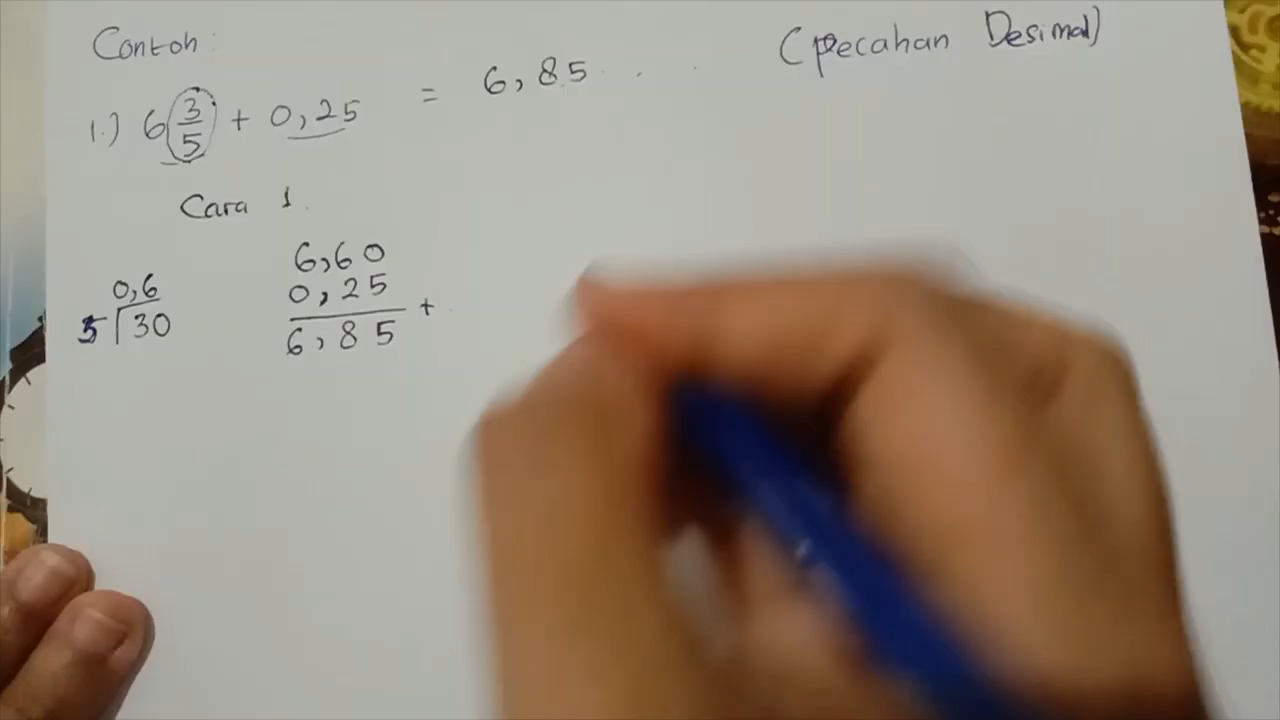 Contoh: (pecahan Desimal)
1.) 6 3/5 + 0,25 = 6,85
Cara 1.
6,60
0,25
+
6,85
0,6
5 30